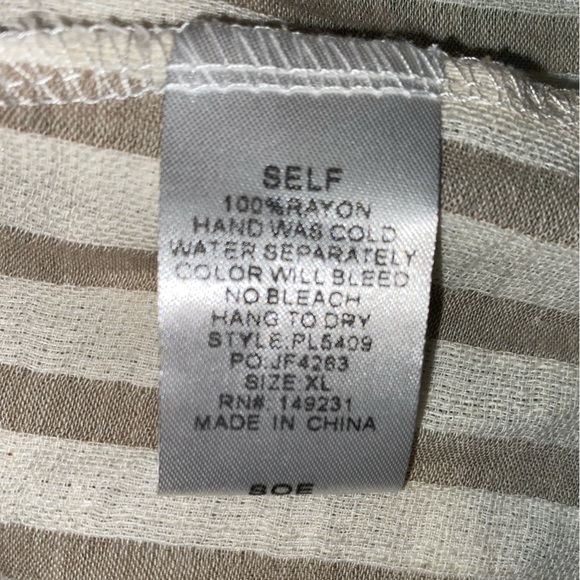 SELF
100%RAYON
HAND WAS COLD
WATER SEPARATELY
COLOR WILL BLEED
NO BLEACH
HANG TO DRY
STYLE:PL5409
PO:JF4263
SIZE:XL
RN#: 149231
MADE IN CHINA